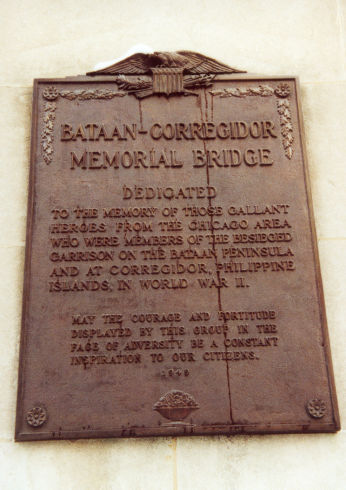 BATAAN-CORREGIDOR
MEMORIAL BRIDGE
DEDICATED
TO THE MEMORY OF THOSE GALLANT
HEROES FROM THE CHICAGO AREA
WHO WERE MEMBERS OF THE BESIEGED
GARRISON ON THE BATAAN PENINSULA
AND AT CORREGIDOR, PHILIPPINE
ISLANDS, IN WORLD WAR II.
MAY THE COURAGE AND FORTITUDE
DISPLAYED BY THIS GROUP IN THE
FACE OF ADVERSITY BE A CONSTANT
INSPIRATION TO OUR CITIZENS.
1949